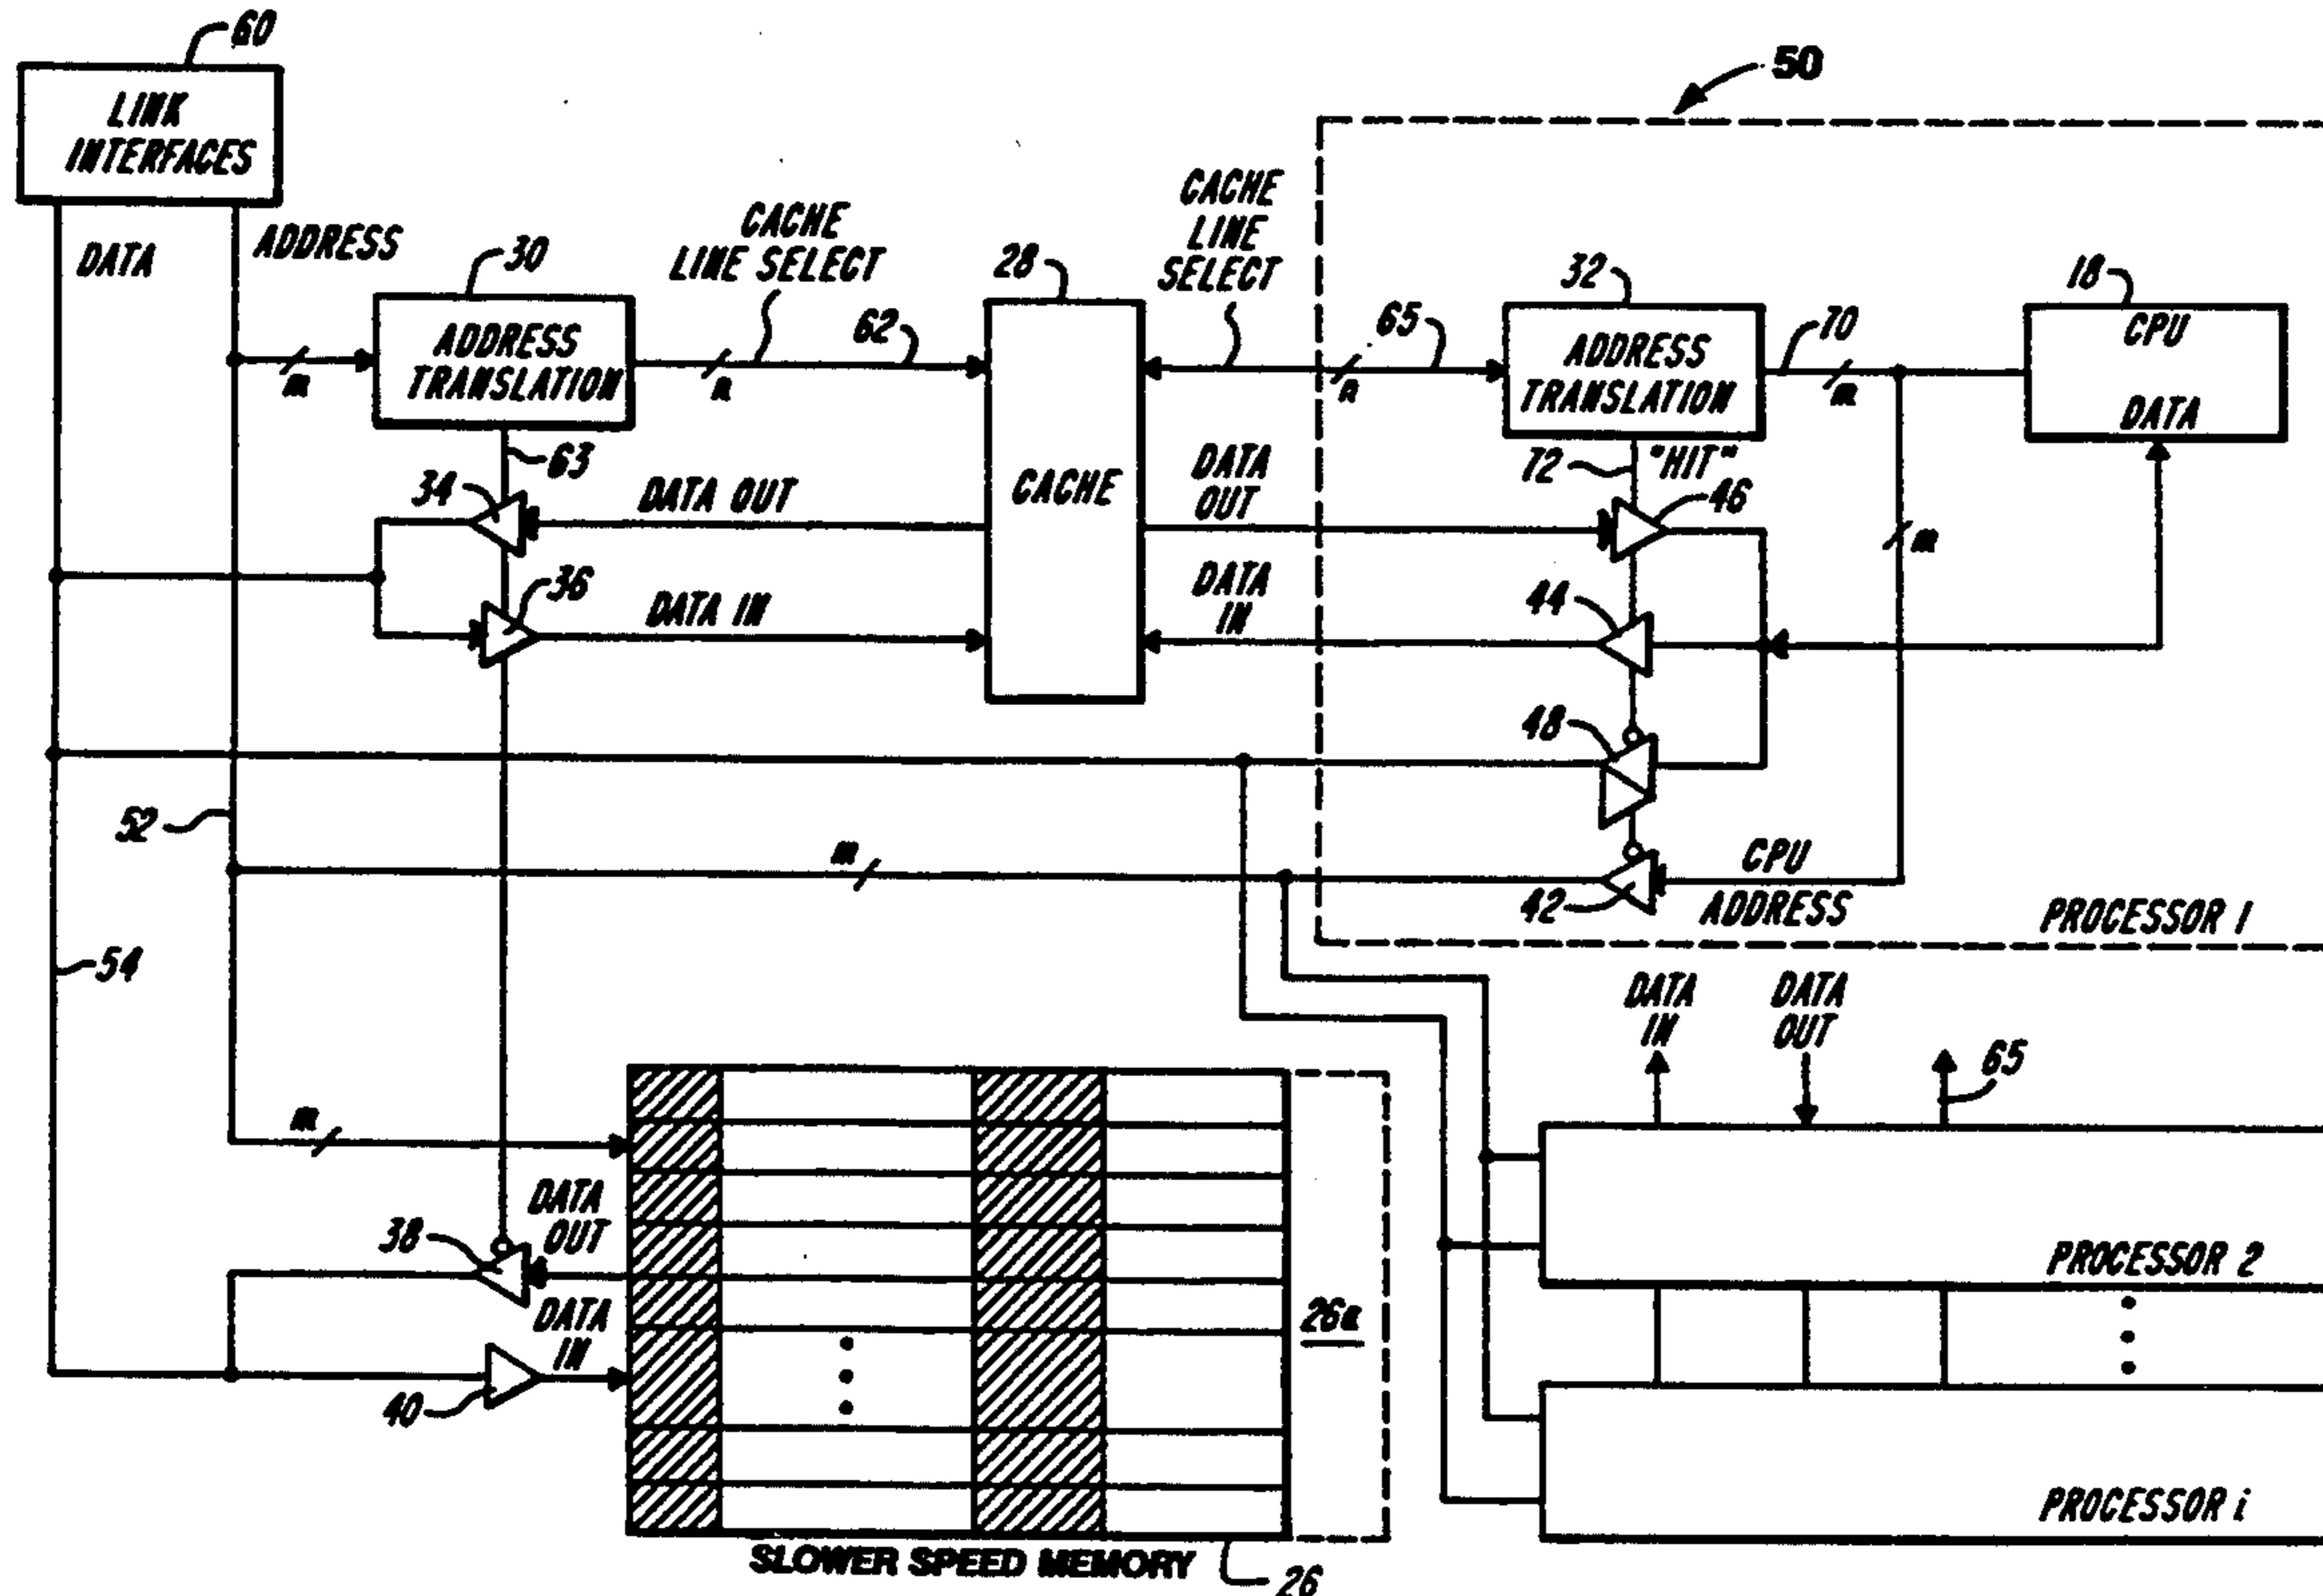 60
LINK
INTERFACES
50
DATA
ADDRESS
30
ADDRESS
TRANSLATION
m
CACHE
LINE SELECT
n
62
28
CACHE
CACHE
LINE
SELECT
n
65
32
ADDRESS
TRANSLATION
70
m
18
CPU
DATA
63
34
DATA OUT
36
DATA IN
DATA
OUT
DATA
IN
72
"HIT"
46
m
44
48
42
CPU
ADDRESS
PROCESSOR 1
52
m
54
m
DATA
OUT
38
DATA
IN
40
26a
SLOWER SPEED MEMORY
26
DATA
IN
DATA
OUT
65
PROCESSOR 2
PROCESSOR i